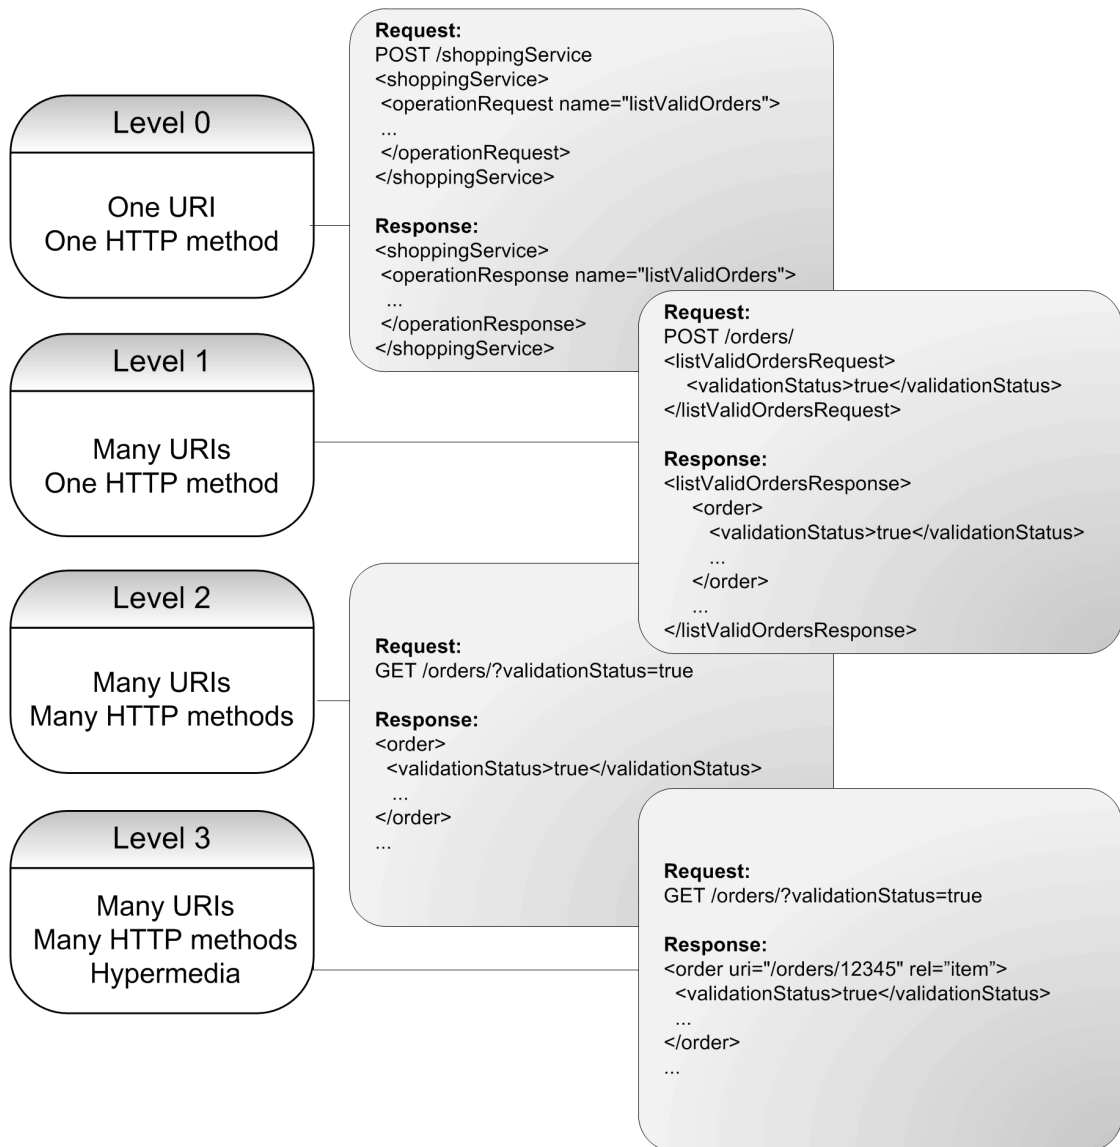 Level 0
One URI
One HTTP method
Request:
POST /shoppingService
<shoppingService>
<operationRequest name="listValidOrders">
...
</operationRequest>
</shoppingService>
Response:
<shoppingService>
<operationResponse name="listValidOrders">
...
</operationResponse>
</shoppingService>
Level 1
Many URIs
One HTTP method
Request:
POST /orders/
<listValidOrdersRequest>
<validationStatus>true</validationStatus>
</listValidOrdersRequest>
Response:
<listValidOrdersResponse>
<order>
<validationStatus>true</validationStatus>
...
</order>
...
</listValidOrdersResponse>
Level 2
Many URIs
Many HTTP methods
Request:
GET /orders/?validationStatus=true
Response:
<order>
<validationStatus>true</validationStatus>
...
</order>
...
Level 3
Many URIs
Many HTTP methods
Hypermedia
Request:
GET /orders/?validationStatus=true
Response:
<order uri="/orders/12345" rel=”item”>
<validationStatus>true</validationStatus>
...
</order>
...